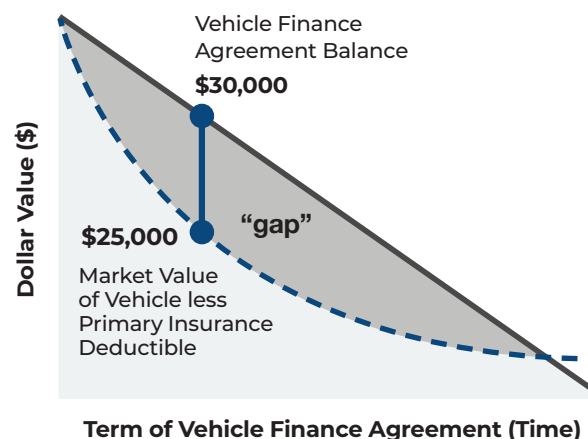 Vehicle Finance
Agreement Balance
$30,000
Dollar Value ($)
“gap”
$25,000
Market Value
of Vehicle less
Primary Insurance
Deductible
Term of Vehicle Finance Agreement (Time)